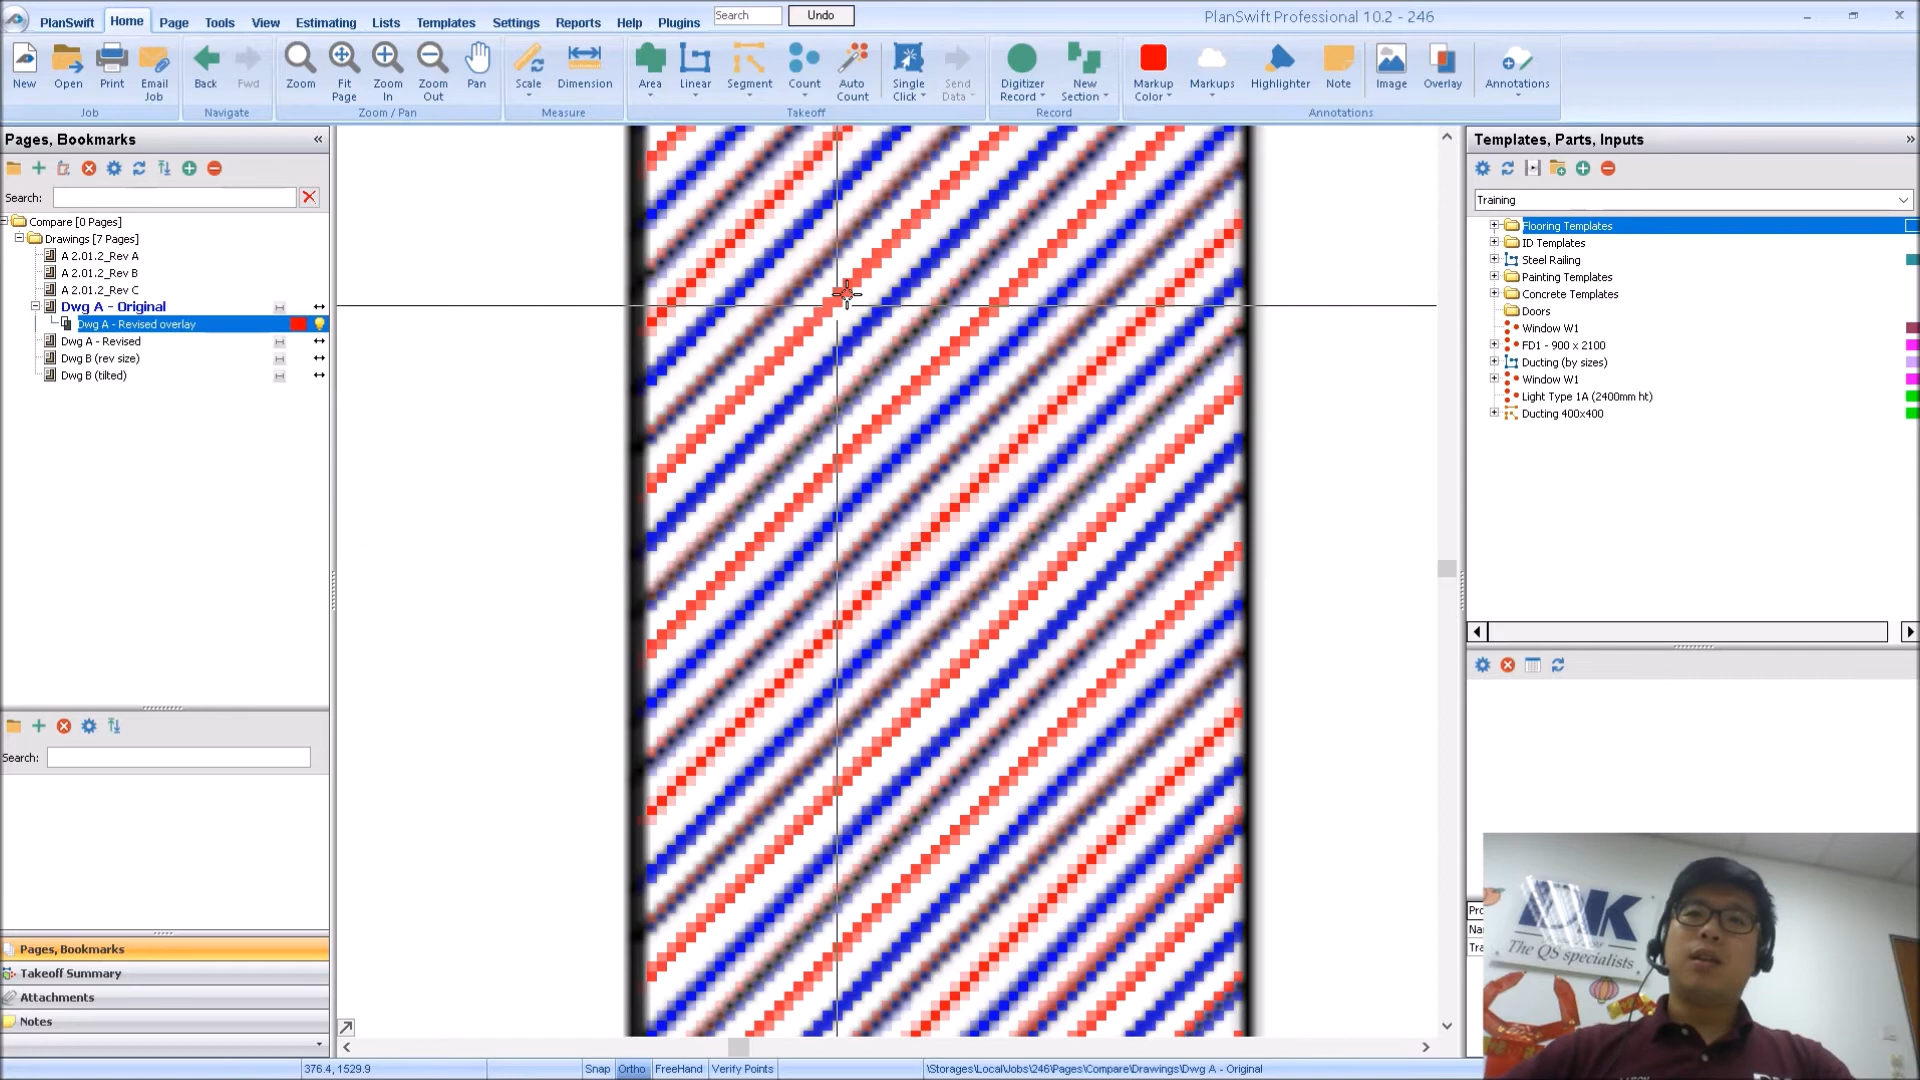 PlanSwift Home Page Tools View Estimating Lists Templates Settings Reports Help Plugins Search Undo PlanSwift Professional 10.2 - 246
New Open Print Email Job Back Fwd Zoom Fit Page Zoom In Zoom Out Pan Scale Dimension Area Linear Segment Count Auto Count Single Click Send Data Digitizer Record New Section Markup Color Markups Highlighter Note Image Overlay Annotations
Job Navigate Zoom / Pan Measure Takeoff Record Annotations
Pages, Bookmarks
Search:
Compare [0 Pages]
Drawings [7 Pages]
A 2.01.2_Rev A
A 2.01.2_Rev B
A 2.01.2_Rev C
Dwg A - Original
Dwg A - Revised overlay
Dwg A - Revised
Dwg B (rev size)
Dwg B (tilted)
Search:
Pages, Bookmarks
Takeoff Summary
Attachments
Notes
Templates, Parts, Inputs
Training
Flooring Templates
ID Templates
Steel Railing
Painting Templates
Concrete Templates
Doors
Window W1
FD1 - 900 x 2100
Ducting (by sizes)
Window W1
Light Type 1A (2400mm ht)
Ducting 400x400
Pro
Na
Tra
The QS specialists
376.4, 1529.9 Snap Ortho FreeHand Verify Points \Storages\Local\Jobs\246\Pages\Compare\Drawings\Dwg A - Original